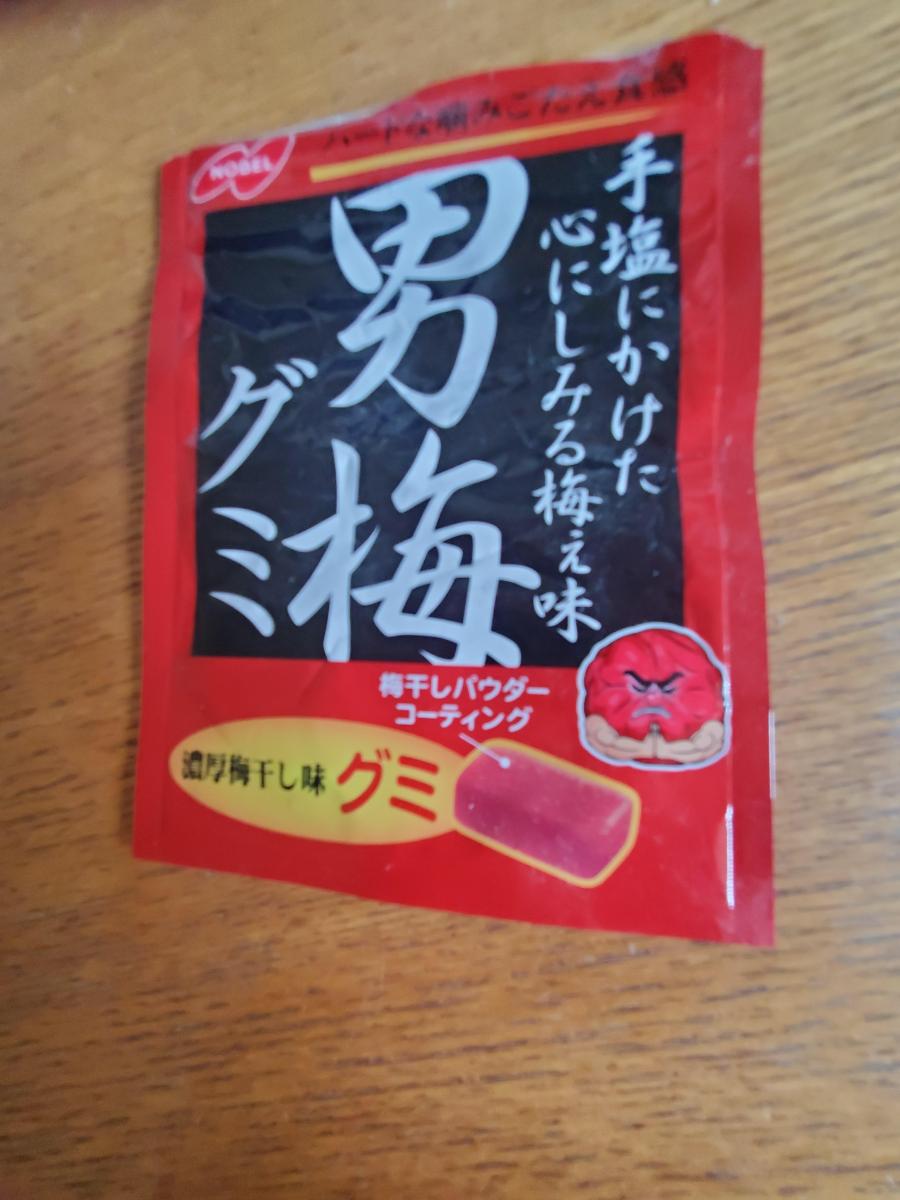 NOBEL
ハードな噛みごたえ食感
手塩にかけた
心にしみる梅ぇ味
男梅
グミ
梅干しパウダー
コーティング
濃厚梅干し味 グミ